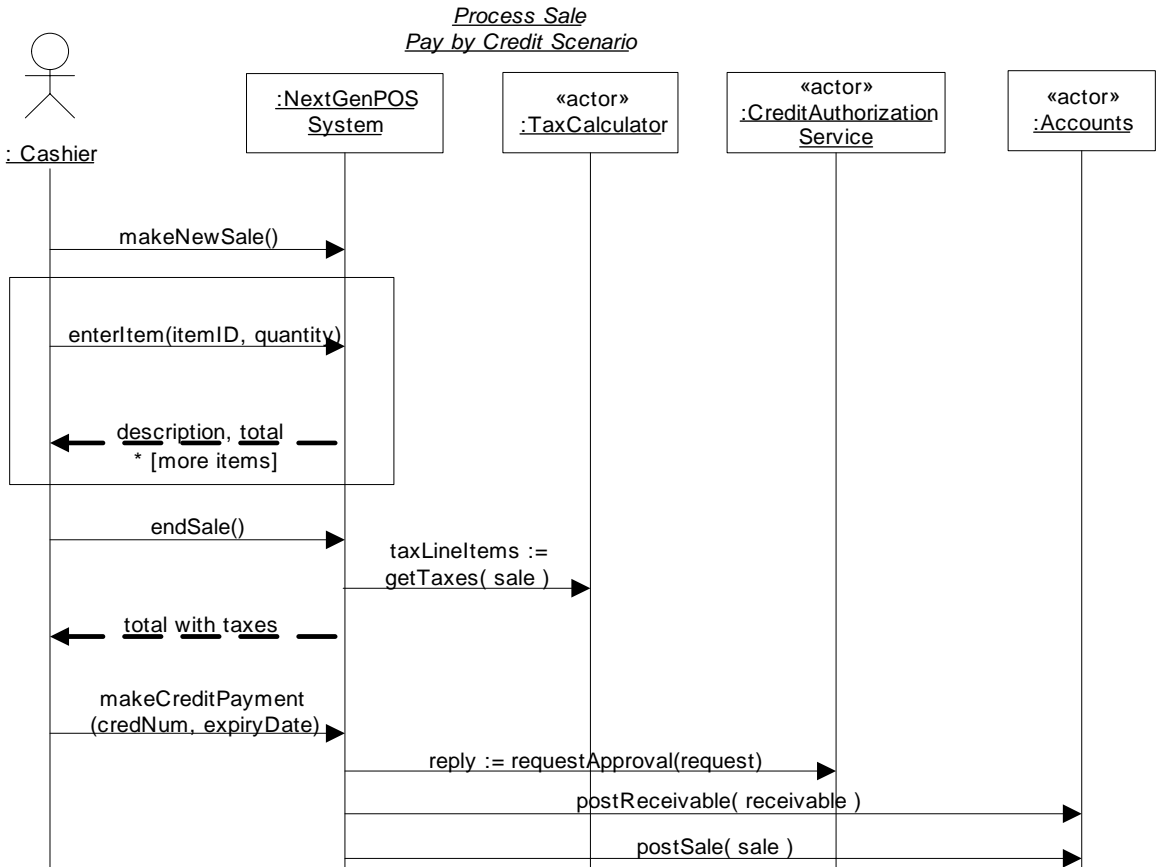 Process Sale
Pay by Credit Scenario
: Cashier
:NextGenPOS
System
«actor»
:TaxCalculator
«actor»
:CreditAuthorization
Service
«actor»
:Accounts
makeNewSale()
enterItem(itemID, quantity)
description, total
* [more items]
endSale()
taxLineItems :=
getTaxes( sale )
total with taxes
makeCreditPayment
(credNum, expiryDate)
reply := requestApproval(request)
postReceivable( receivable )
postSale( sale )